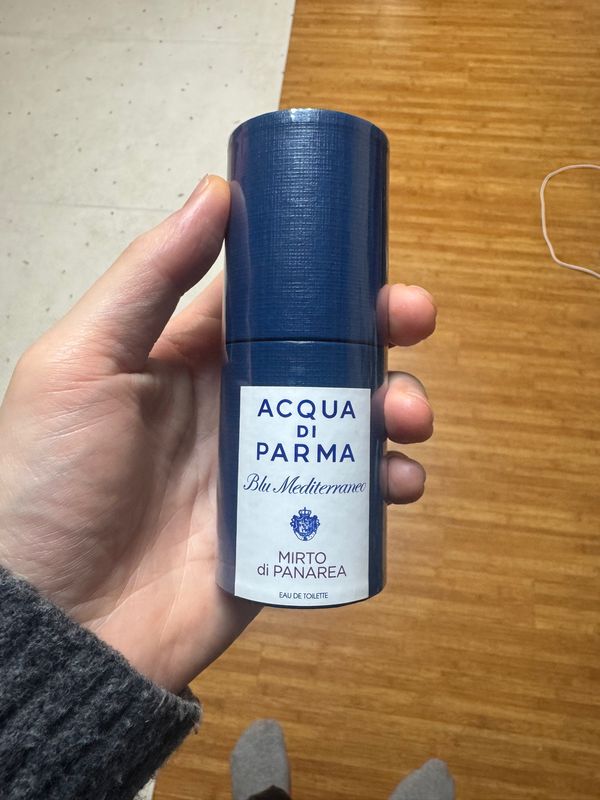 ACQUA
DI
PARMA
Blu Mediterraneo
MIRTO
di PANAREA
EAU DE TOILETTE